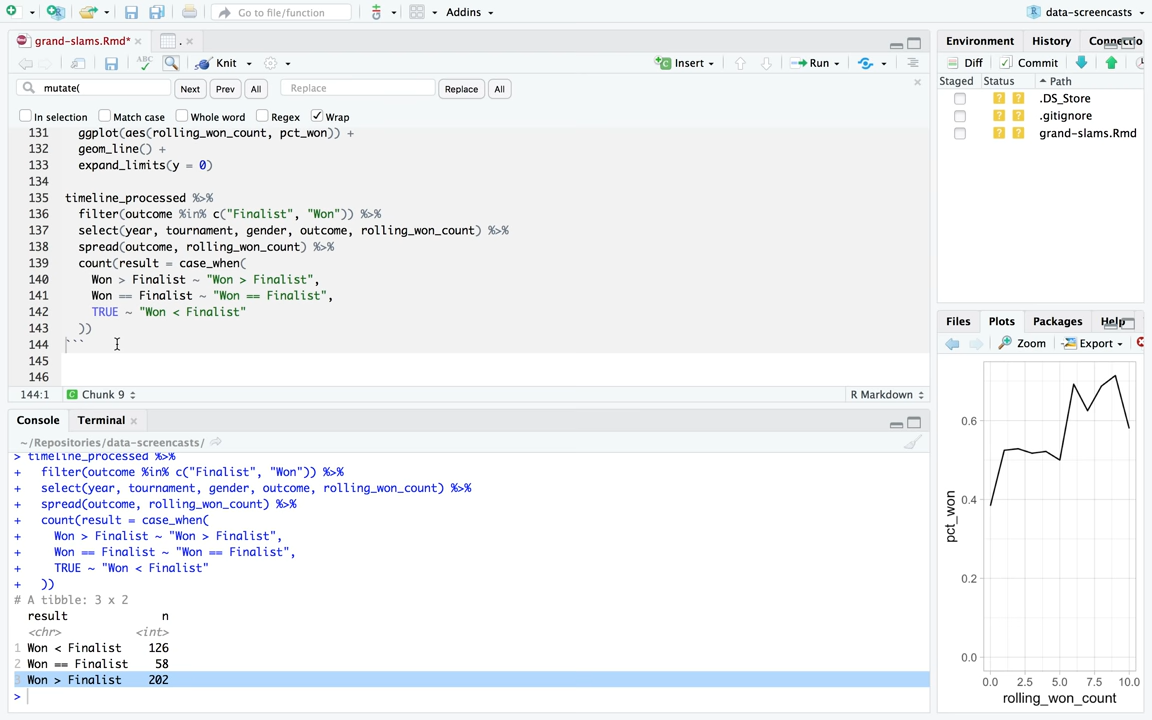 Go to file/function
Addins
data-screencasts
grand-slams.Rmd*
.
Environment
History
Connectio
ABC
Knit
Insert
Run
Diff
Commit
mutate(
Next
Prev
All
Replace
Replace
All
Staged
Status
Path
In selection
Match case
Whole word
Regex
Wrap
? ? .DS_Store
? ? .gitignore
? ? grand-slams.Rmd
131 ggplot(aes(rolling_won_count, pct_won)) +
132 geom_line() +
133 expand_limits(y = 0)
134
135 timeline_processed %>%
136 filter(outcome %in% c("Finalist", "Won")) %>%
137 select(year, tournament, gender, outcome, rolling_won_count) %>%
138 spread(outcome, rolling_won_count) %>%
139 count(result = case_when(
140 Won > Finalist ~ "Won > Finalist",
141 Won == Finalist ~ "Won == Finalist",
142 TRUE ~ "Won < Finalist"
143 ))
144 ```
145
146
144:1
Chunk 9
R Markdown
Files
Plots
Packages
Help
Zoom
Export
Console
Terminal
~/Repositories/data-screencasts/
> timeline_processed %>%
+ filter(outcome %in% c("Finalist", "Won")) %>%
+ select(year, tournament, gender, outcome, rolling_won_count) %>%
+ spread(outcome, rolling_won_count) %>%
+ count(result = case_when(
+ Won > Finalist ~ "Won > Finalist",
+ Won == Finalist ~ "Won == Finalist",
+ TRUE ~ "Won < Finalist"
+ ))
# A tibble: 3 x 2
result n
<chr> <int>
1 Won < Finalist 126
2 Won == Finalist 58
3 Won > Finalist 202
>
pct_won
0.6
0.4
0.2
0.0
0.0 2.5 5.0 7.5 10.0
rolling_won_count